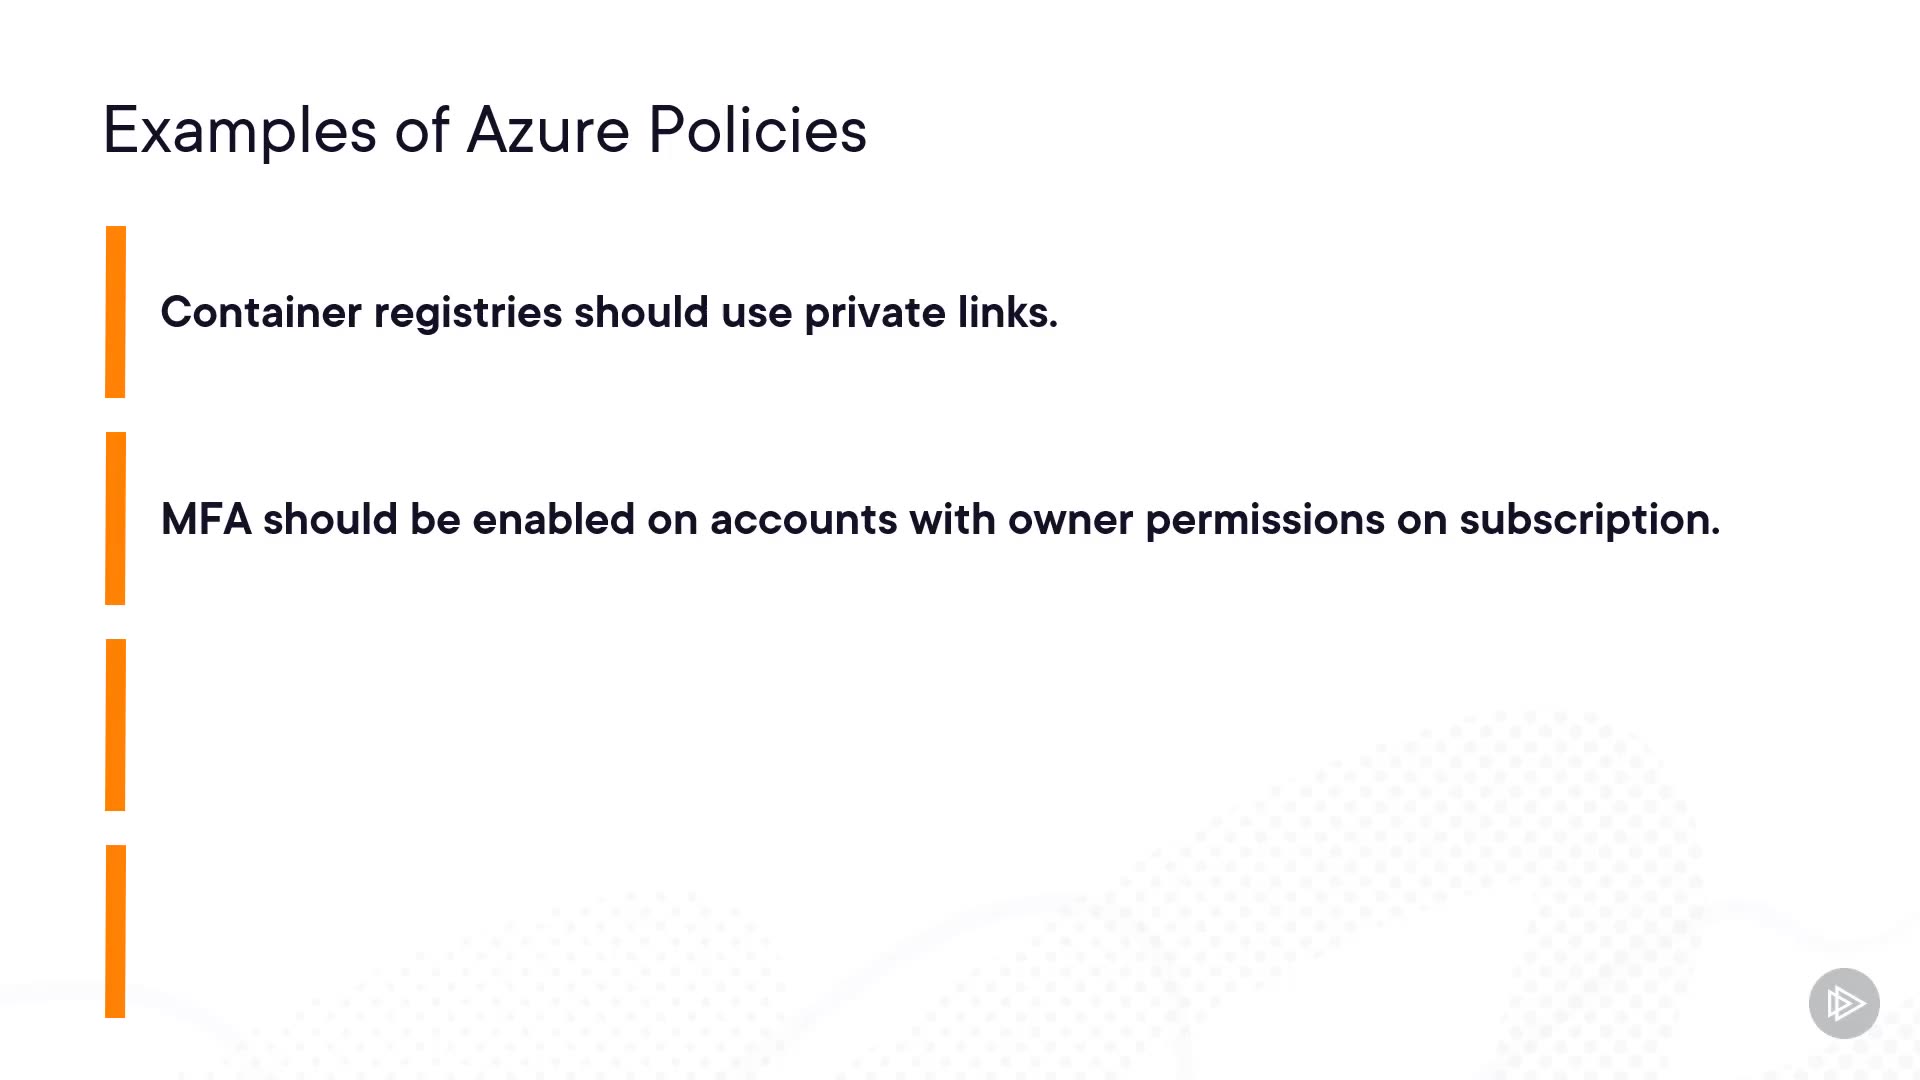 Examples of Azure Policies
Container registries should use private links.
MFA should be enabled on accounts with owner permissions on subscription.